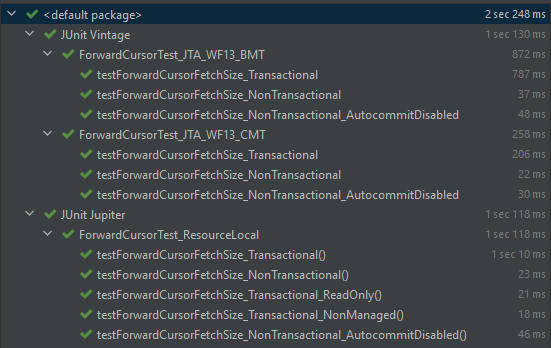 <default package> 2 sec 248 ms
JUnit Vintage 1 sec 130 ms
ForwardCursorTest_JTA_WF13_BMT 872 ms
testForwardCursorFetchSize_Transactional 787 ms
testForwardCursorFetchSize_NonTransactional 37 ms
testForwardCursorFetchSize_NonTransactional_AutocommitDisabled 48 ms
ForwardCursorTest_JTA_WF13_CMT 258 ms
testForwardCursorFetchSize_Transactional 206 ms
testForwardCursorFetchSize_NonTransactional 22 ms
testForwardCursorFetchSize_NonTransactional_AutocommitDisabled 30 ms
JUnit Jupiter 1 sec 118 ms
ForwardCursorTest_ResourceLocal 1 sec 118 ms
testForwardCursorFetchSize_Transactional() 1 sec 10 ms
testForwardCursorFetchSize_NonTransactional() 23 ms
testForwardCursorFetchSize_Transactional_ReadOnly() 21 ms
testForwardCursorFetchSize_Transactional_NonManaged() 18 ms
testForwardCursorFetchSize_NonTransactional_AutocommitDisabled() 46 ms